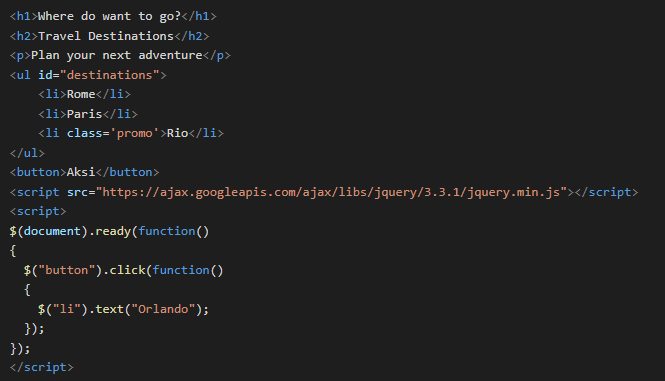 <h1>Where do want to go?</h1>
<h2>Travel Destinations</h2>
<p>Plan your next adventure</p>
<ul id="destinations">
    <li>Rome</li>
    <li>Paris</li>
    <li class='promo'>Rio</li>
</ul>
<button>Aksi</button>
<script src="https://ajax.googleapis.com/ajax/libs/jquery/3.3.1/jquery.min.js"></script>
<script>
$(document).ready(function()
{
  $("button").click(function()
  {
    $("li").text("Orlando");
  });
});
</script>